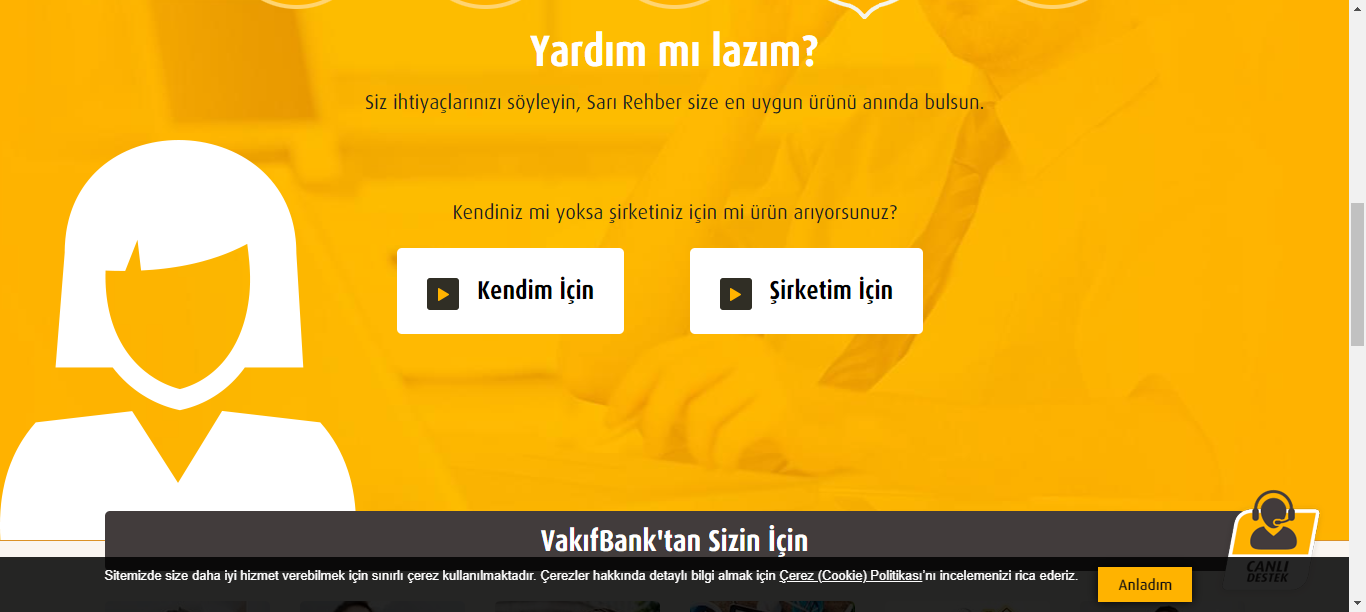 Yardım mı lazım?
Siz ihtiyaçlarınızı söyleyin, Sarı Rehber size en uygun ürünü anında bulsun.
Kendiniz mi yoksa şirketiniz için mi ürün arıyorsunuz?
Kendim İçin
Şirketim İçin
VakıfBank'tan Sizin İçin
Sitemizde size daha iyi hizmet verebilmek için sınırlı çerez kullanılmaktadır. Çerezler hakkında detaylı bilgi almak için Çerez (Cookie) Politikası'nı incelemenizi rica ederiz.
Anladım
CANLI
DESTEK